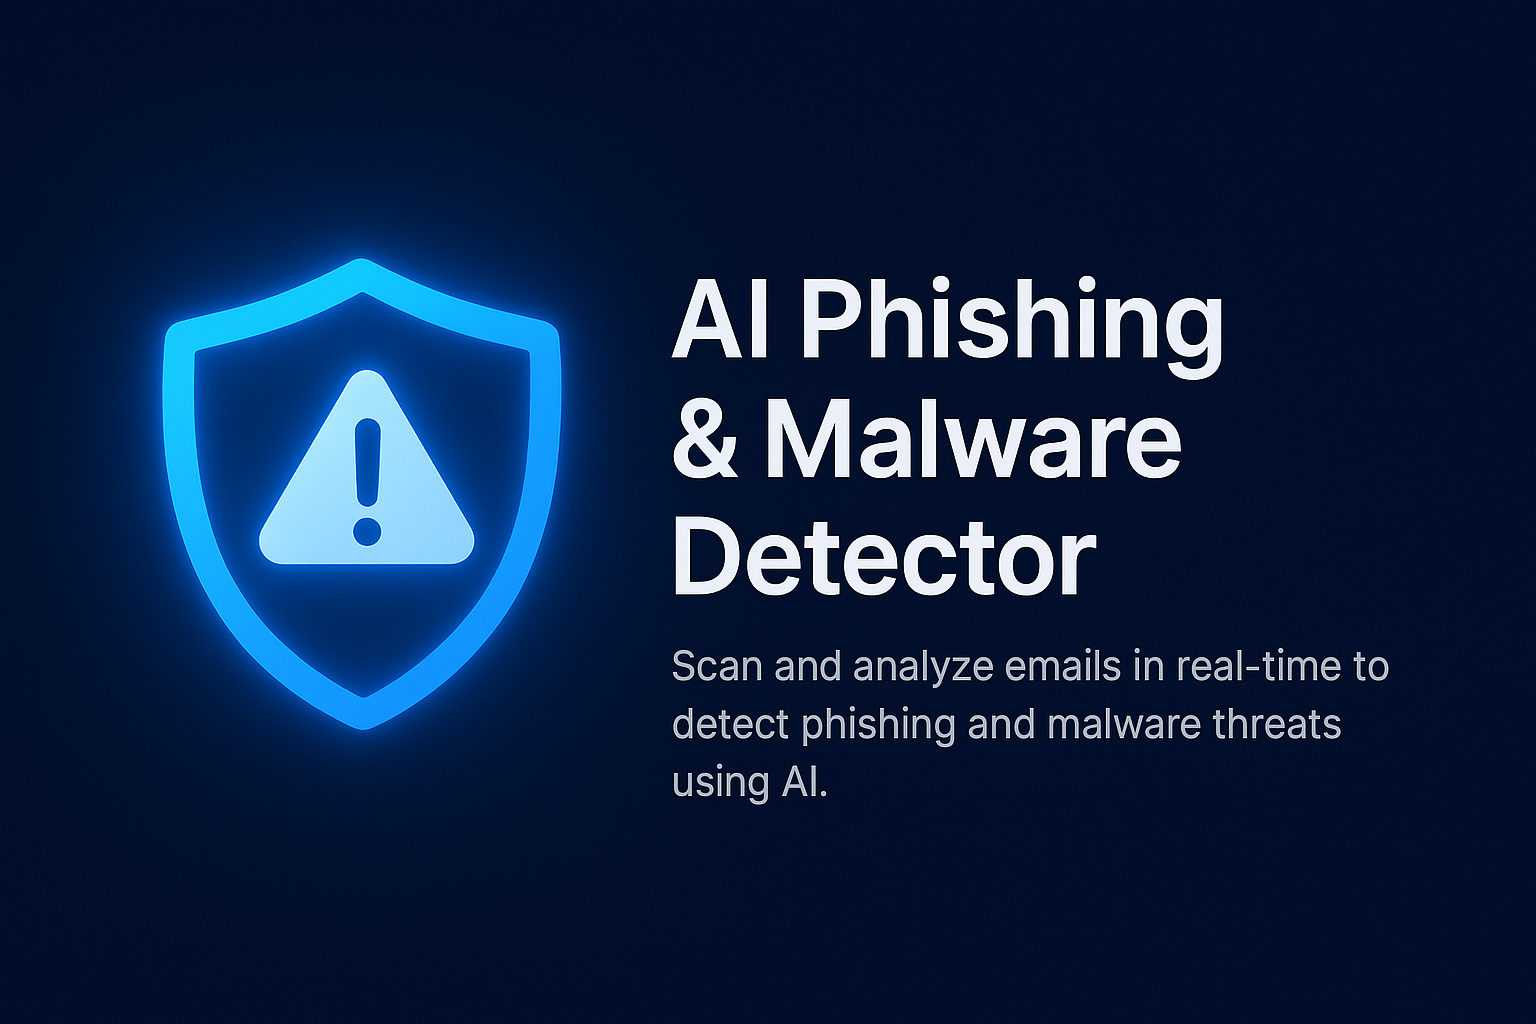 AI Phishing
& Malware
Detector
Scan and analyze emails in real-time to
detect phishing and malware threats
using AI.